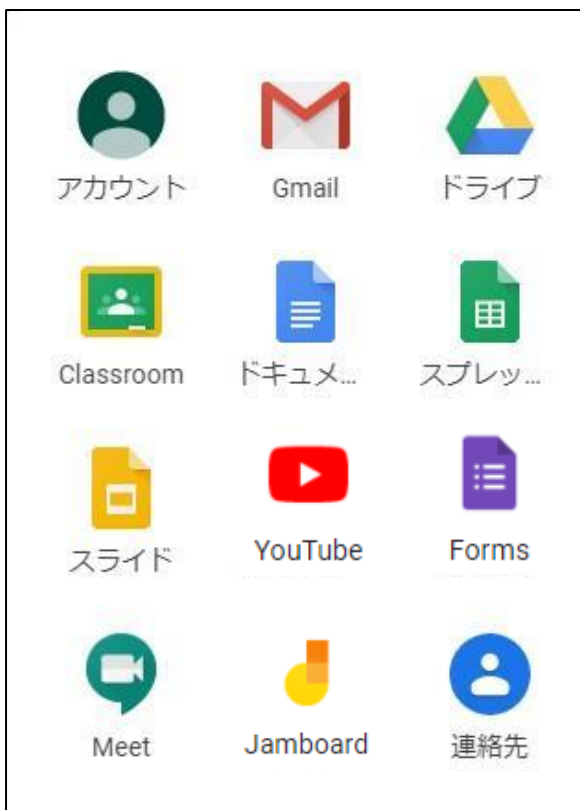 アカウント
Gmail
ドライブ
Classroom
ドキュメ...
スプレッ...
スライド
YouTube
Forms
Meet
Jamboard
連絡先